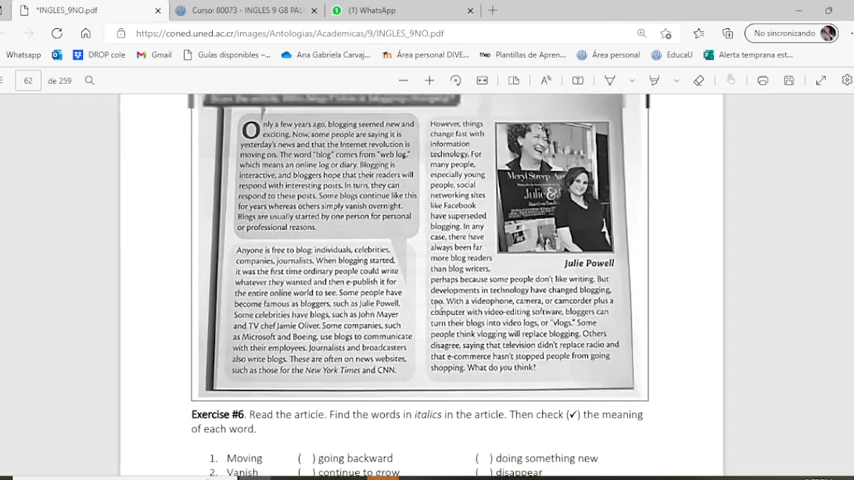 *INGLES_9NO.pdf
Curso: 80073 - INGLES 9 G8 PAL
(1) WhatsApp
https://coned.uned.ac.cr/images/Antologias/Academicas/9/INGLES_9NO.pdf
No sincronizando
Whatsapp
DROP cole
Gmail
Guías disponibles –...
Ana Gabriela Carvaj...
Área personal DIVE...
Plantillas de Aprend...
Área personal
EducaU
Alerta temprana est...
62
de 259
Only a few years ago, blogging seemed new and
exciting. Now, some people are saying it is
yesterday's news and that the Internet revolution is
moving on. The word "blog" comes from "web log,"
which means an online log or diary. Blogging is
interactive, and bloggers hope that their readers will
respond with interesting posts. In turn, they can
respond to these posts. Some blogs continue like this
for years whereas others simply vanish overnight.
Blogs are usually started by one person for personal
or professional reasons.
Anyone is free to blog: individuals, celebrities,
companies, journalists. When blogging started,
it was the first time ordinary people could write
whatever they wanted and then e-publish it for
the entire online world to see. Some people have
become famous as bloggers, such as Julie Powell.
Some celebrities have blogs, such as John Mayer
and TV chef Jamie Oliver. Some companies, such
as Microsoft and Boeing, use blogs to communicate
with their employees. Journalists and broadcasters
also write blogs. These are often on news websites,
such as those for the New York Times and CNN.
However, things
change fast with
information
technology. For
many people,
especially young
people, social
networking sites
like Facebook
have superseded
blogging. In any
case, there have
always been far
more blog readers
than blog writers,
perhaps because some people don't like writing. But
developments in technology have changed blogging,
too. With a videophone, camera, or camcorder plus a
computer with video-editing software, bloggers can
turn their blogs into video logs, or "vlogs." Some
people think vlogging will replace blogging. Others
disagree, saying that television didn't replace radio and
that e-commerce hasn't stopped people from going
shopping. What do you think?
Meryl Streep
Julie &
Julie Powell
Exercise #6. Read the article. Find the words in italics in the article. Then check (✓) the meaning
of each word.
1. Moving ( ) going backward ( ) doing something new
2. Vanish ( ) continue to grow ( ) disappear